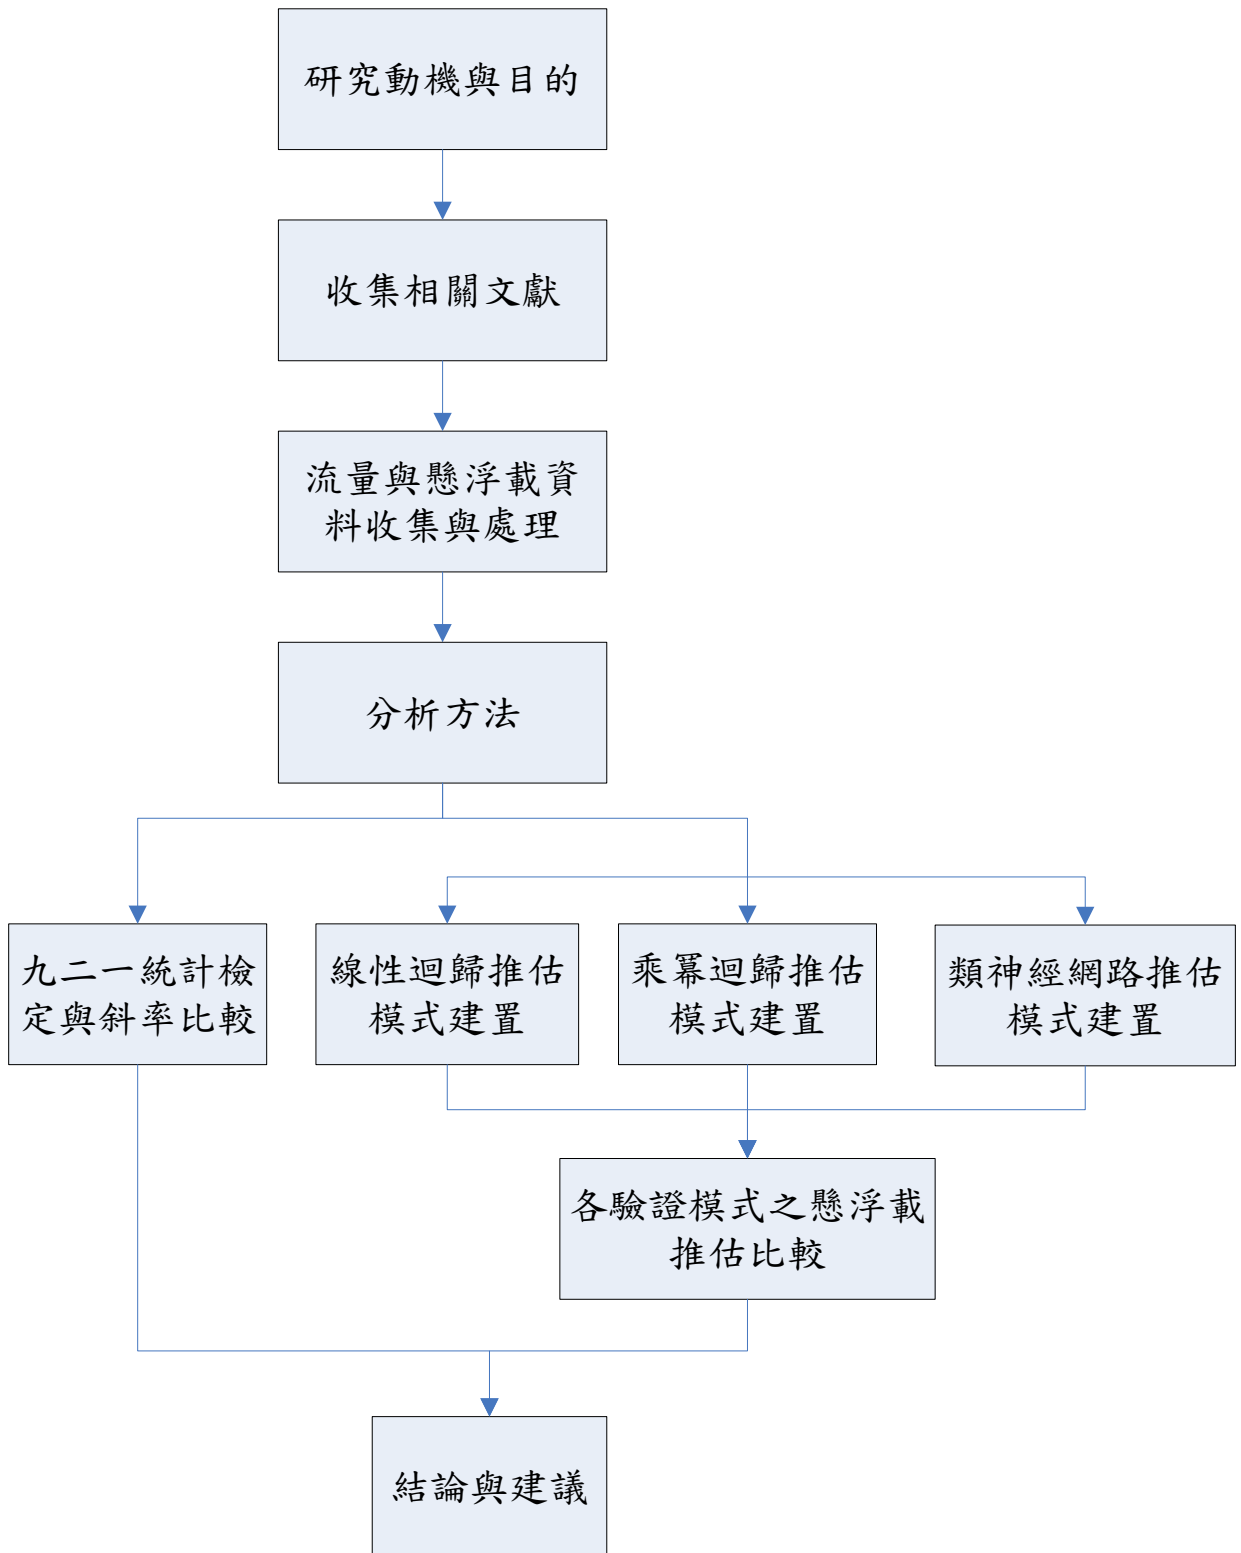 研究動機與目的
收集相關文獻
流量與懸浮載資
料收集與處理
分析方法
九二一統計檢
定與斜率比較
線性迴歸推估
模式建置
乘冪迴歸推估
模式建置
類神經網路推估
模式建置
各驗證模式之懸浮載
推估比較
結論與建議